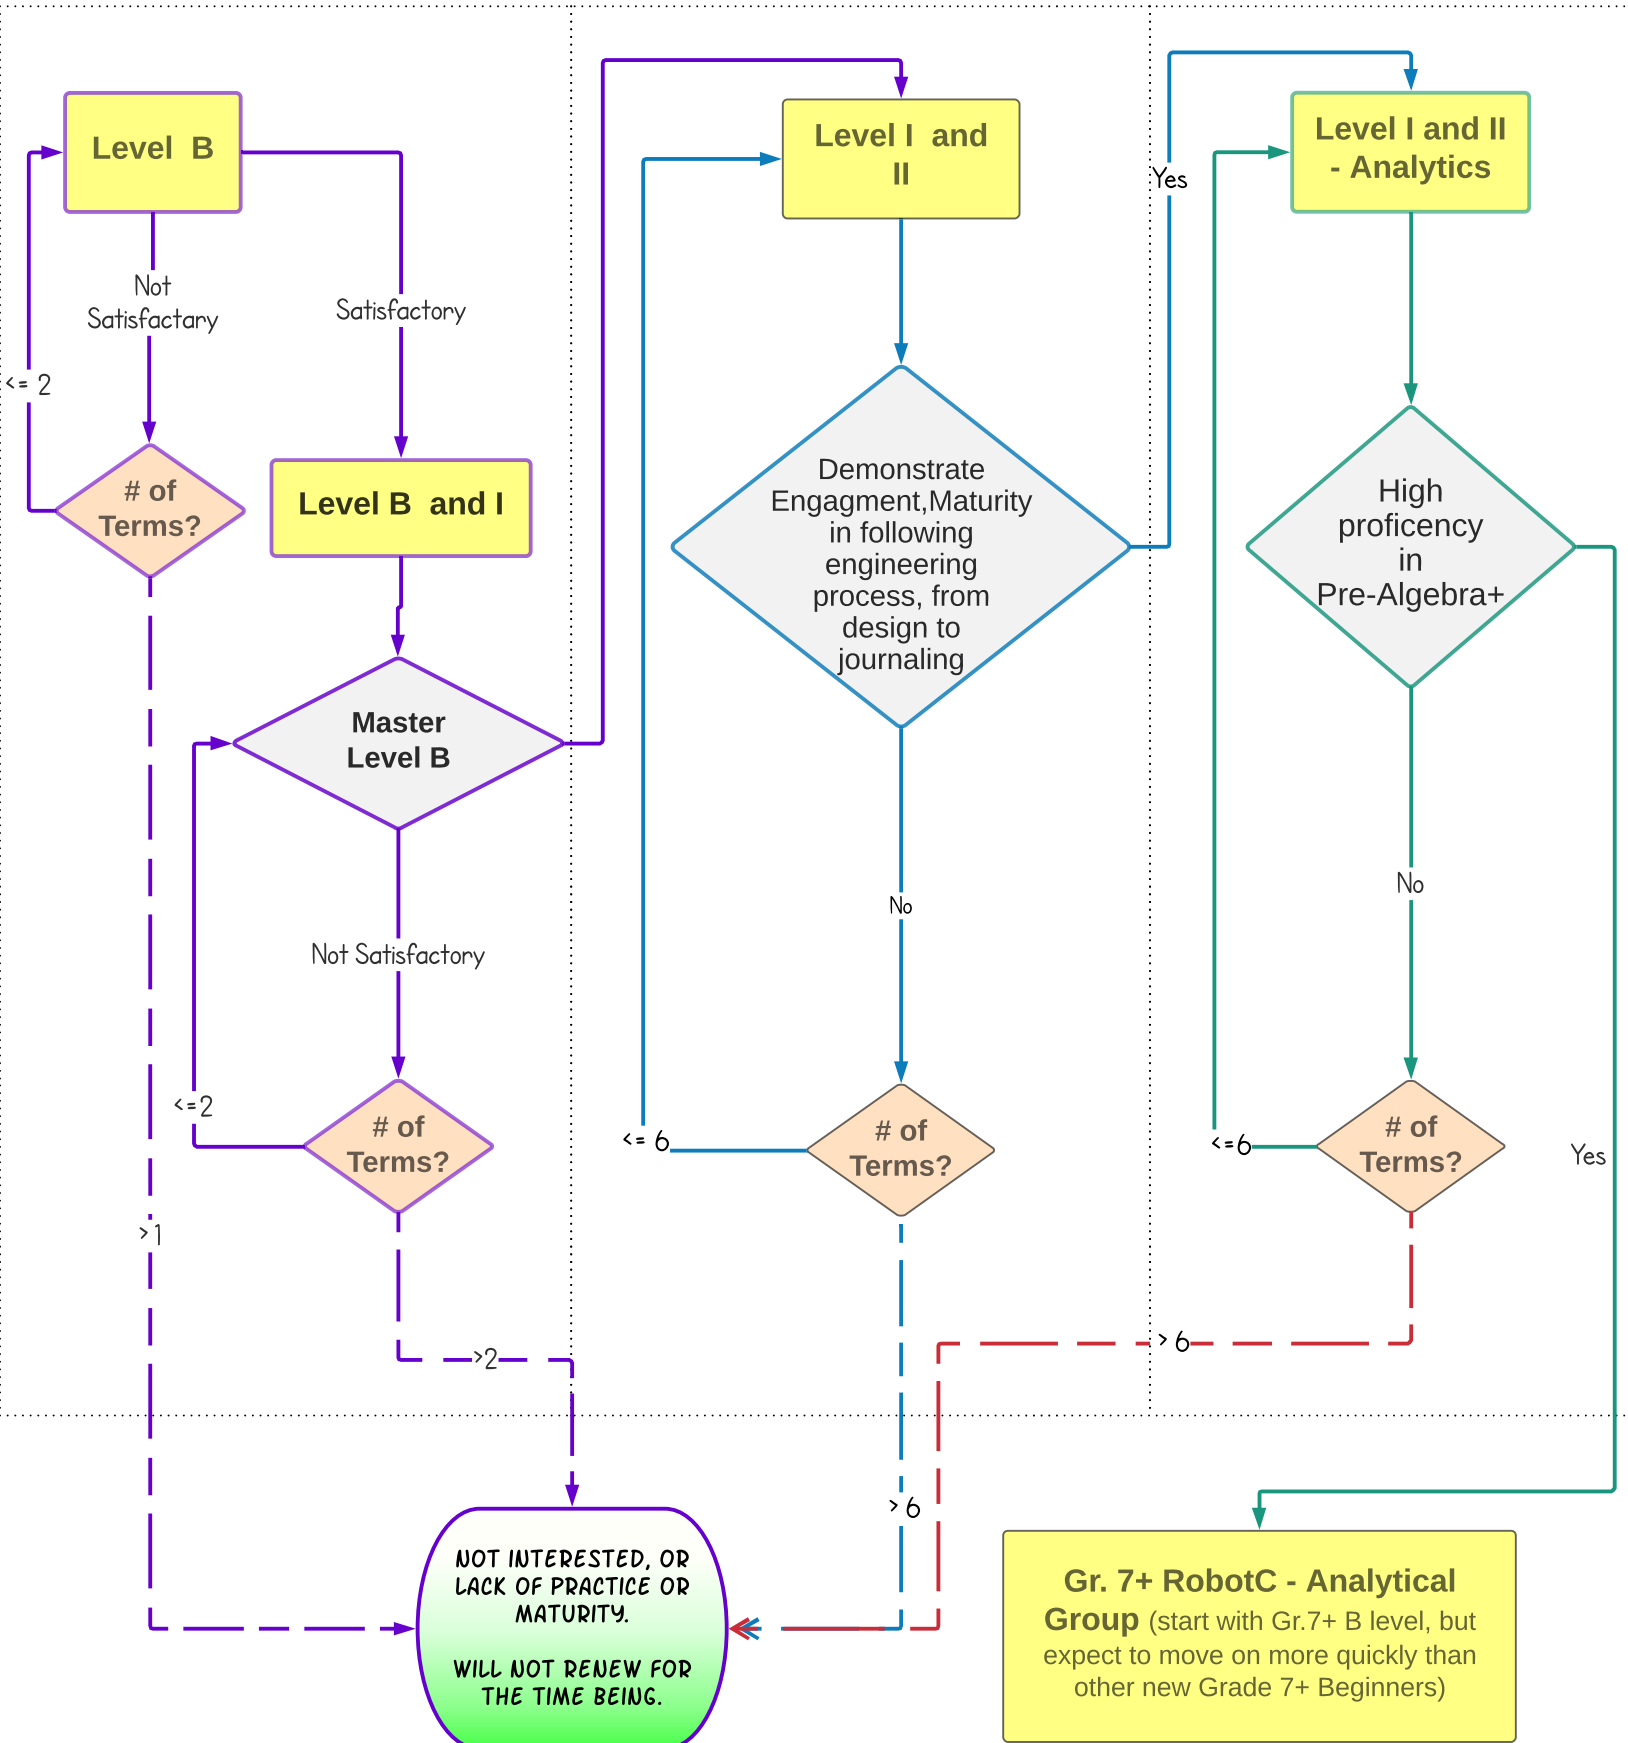 Level  B
Not
Satisfactary
<= 2
# of
Terms?
>1
Satisfactory
Level B  and I
Master
Level B
Not Satisfactory
<=2
# of
Terms?
>2
Level I  and
II
Demonstrate
Engagment,Maturity
in following
engineering
process, from
design to
journaling
No
<= 6
# of
Terms?
> 6
Yes
Level I and II
- Analytics
High
proficency
in
Pre-Algebra+
No
<=6
# of
Terms?
> 6
Yes
NOT INTERESTED, OR
LACK OF PRACTICE OR
MATURITY.
WILL NOT RENEW FOR
THE TIME BEING.
Gr. 7+ RobotC - Analytical
Group (start with Gr.7+ B level, but
expect to move on more quickly than
other new Grade 7+ Beginners)